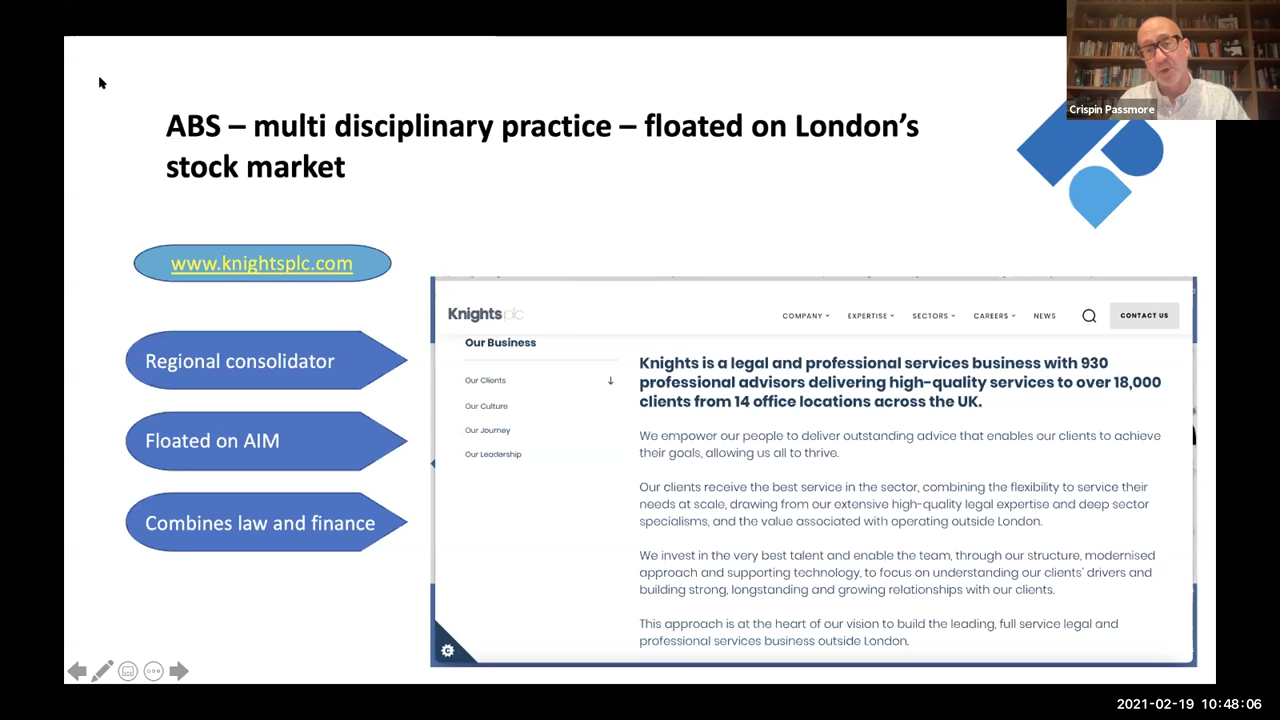 Crispin Passmore
ABS – multi disciplinary practice – floated on London's
stock market
www.knightsplc.com
Regional consolidator
Floated on AIM
Combines law and finance
Knights plc
COMPANY
EXPERTISE
SECTORS
CAREERS
NEWS
CONTACT US
Our Business
Our Clients
Our Culture
Our Journey
Our Leadership
Knights is a legal and professional services business with 930
professional advisors delivering high-quality services to over 18,000
clients from 14 office locations across the UK.
We empower our people to deliver outstanding advice that enables our clients to achieve
their goals, allowing us all to thrive.
Our clients receive the best service in the sector, combining the flexibility to service their
needs at scale, drawing from our extensive high-quality legal expertise and deep sector
specialisms, and the value associated with operating outside London.
We invest in the very best talent and enable the team, through our structure, modernised
approach and supporting technology, to focus on understanding our clients' drivers and
building strong, longstanding and growing relationships with our clients.
This approach is at the heart of our vision to build the leading, full service legal and
professional services business outside London.
2021-02-19 10:48:06